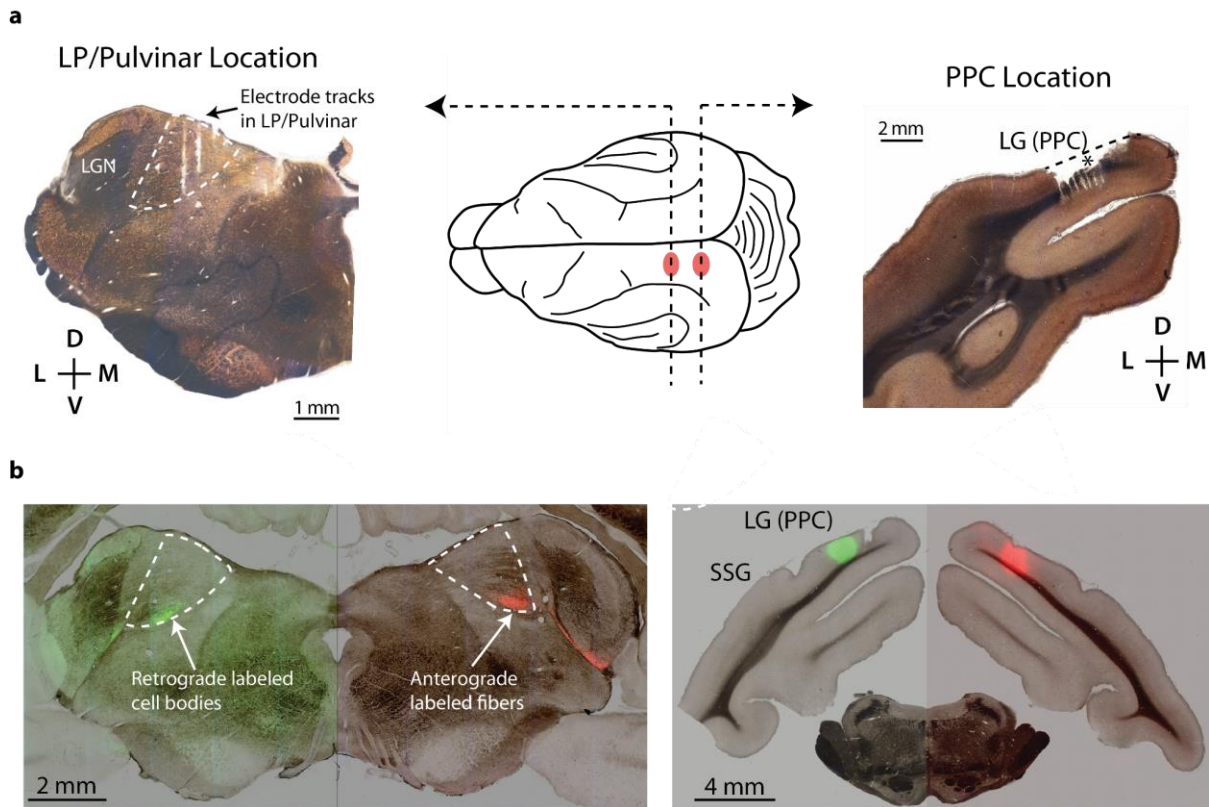 a
LP/Pulvinar Location
Electrode tracks
in LP/Pulvinar
LGN
D
L M
V
1 mm
PPC Location
2 mm
LG (PPC)
*
D
L M
V
b
Retrograde labeled
cell bodies
Anterograde
labeled fibers
2 mm
LG (PPC)
SSG
4 mm